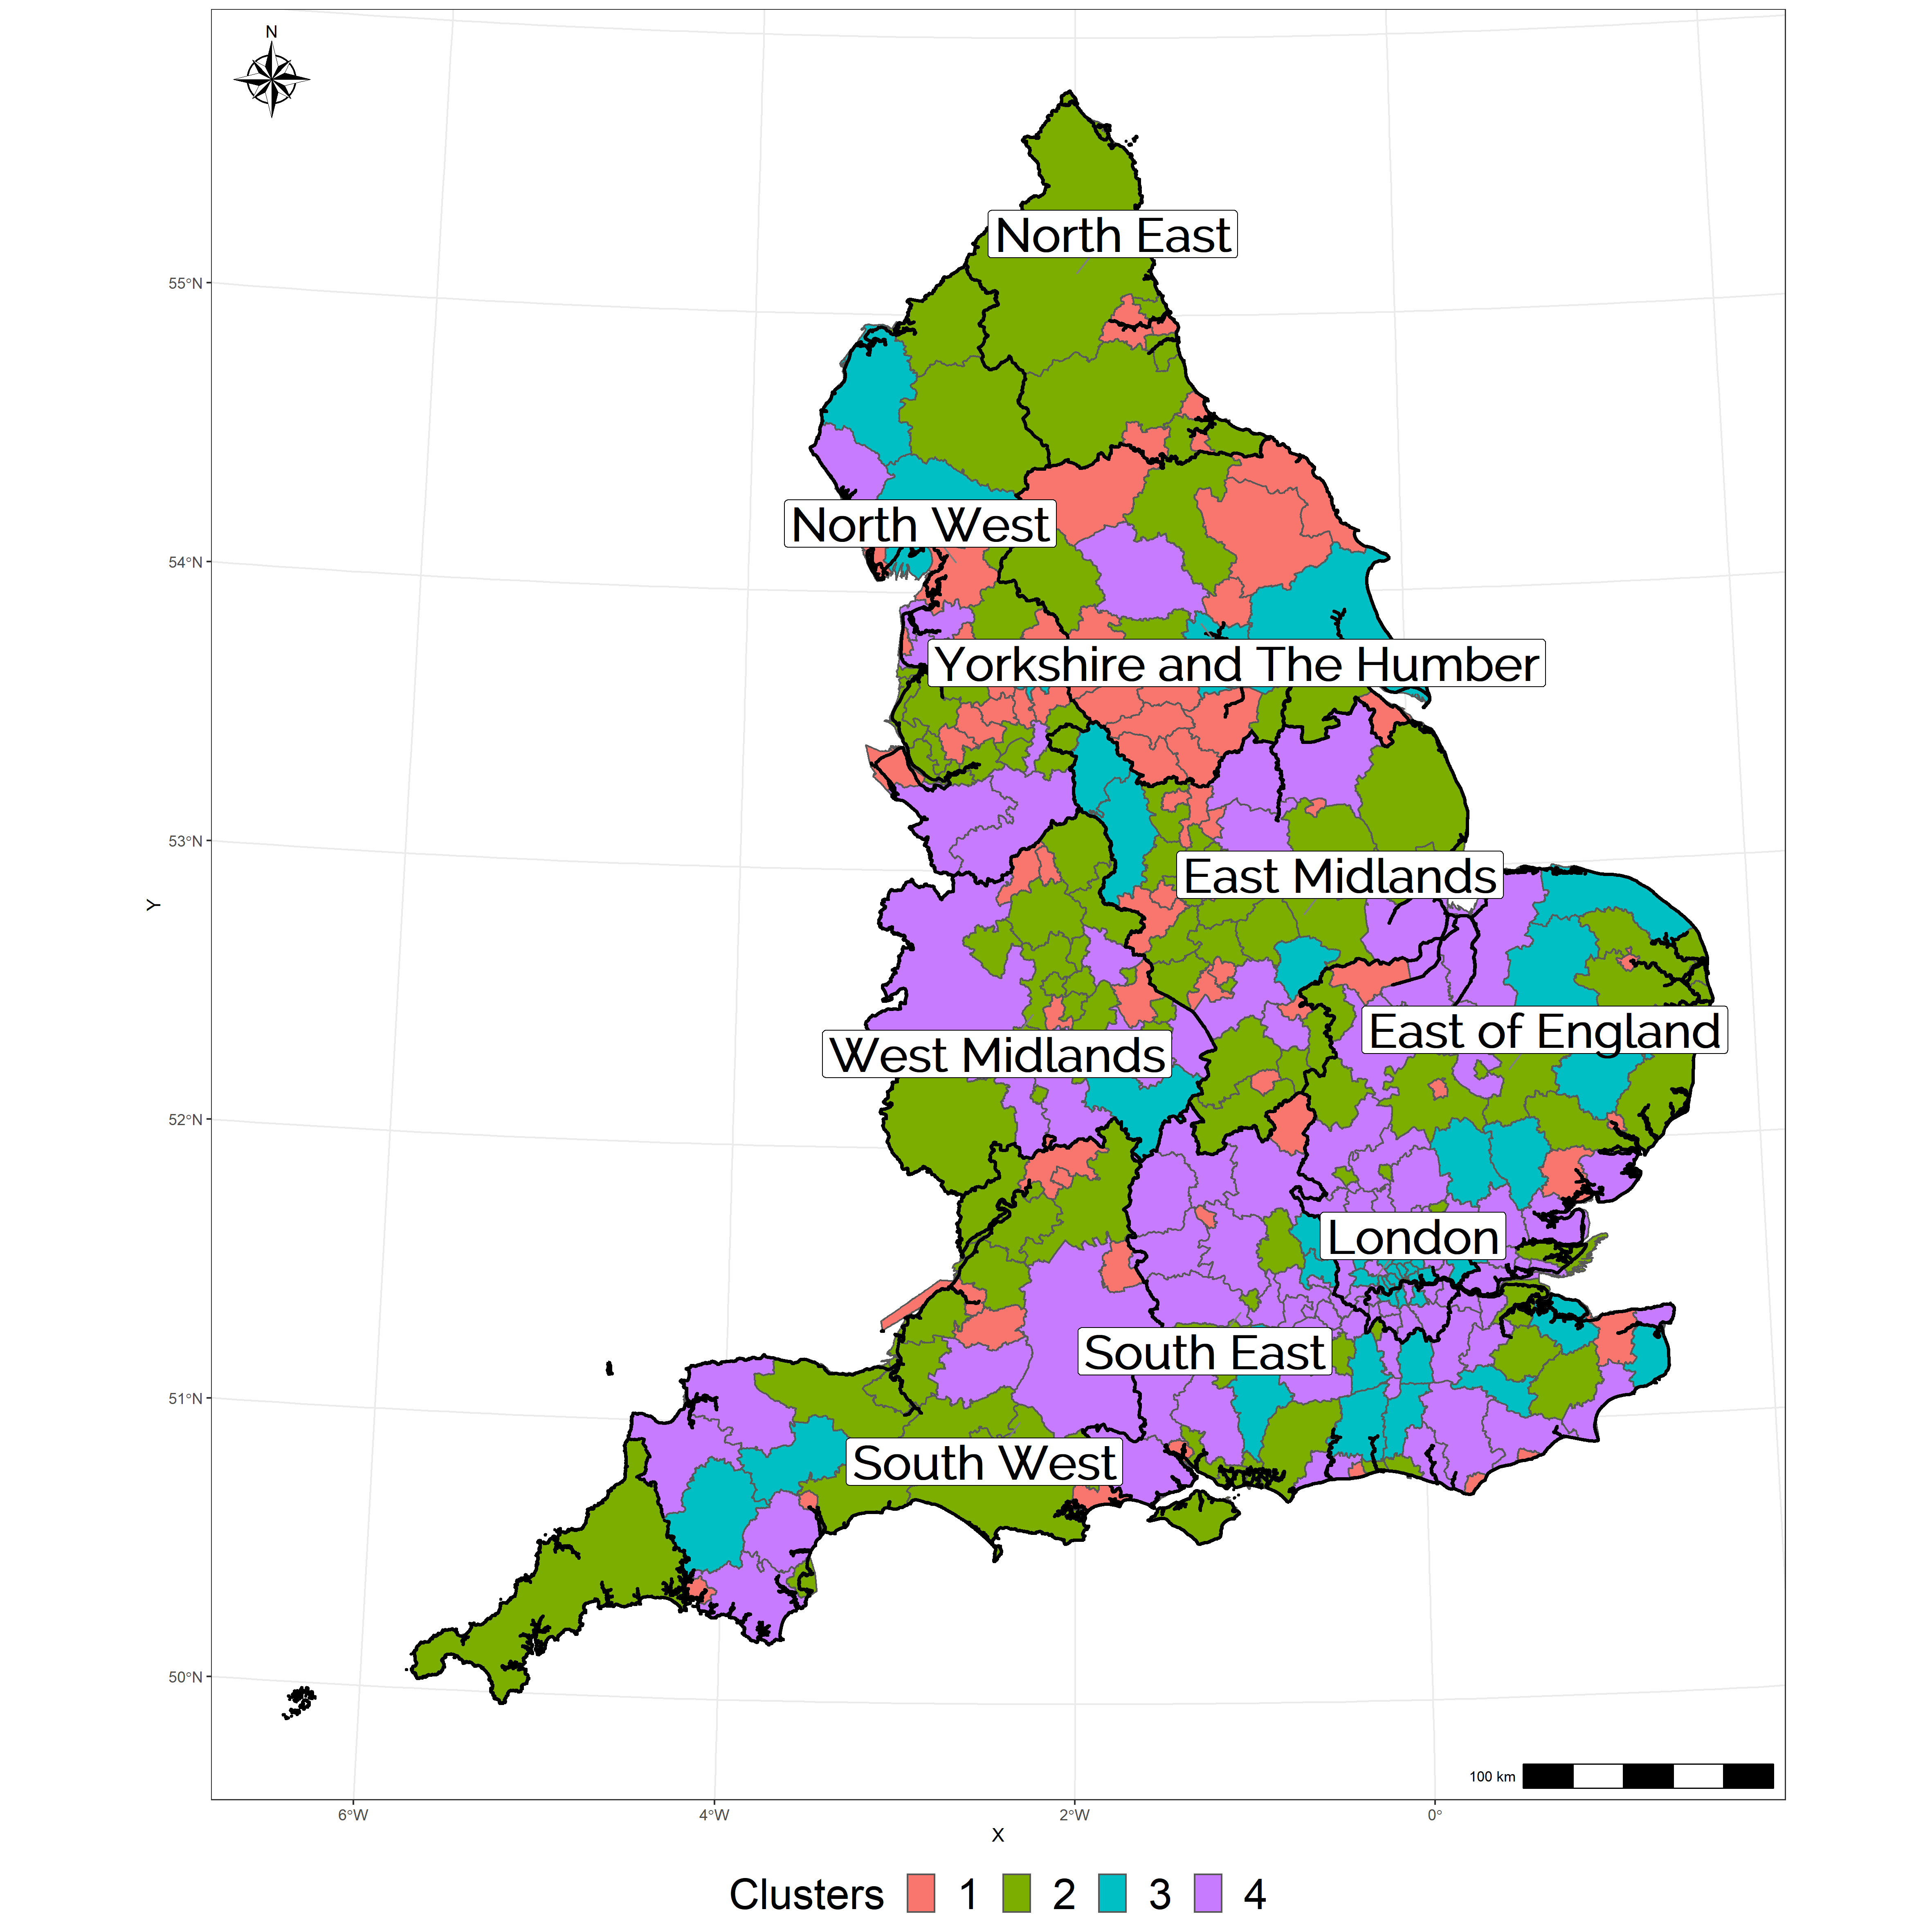 N
North East
55°N
North West
54°N
Yorkshire and The Humber
53°N
East Midlands
Y
East of England
West Midlands
52°N
London
South East
51°N
South West
50°N
100 km
6°W
4°W
2°W
0°
X
Clusters 1 2 3 4